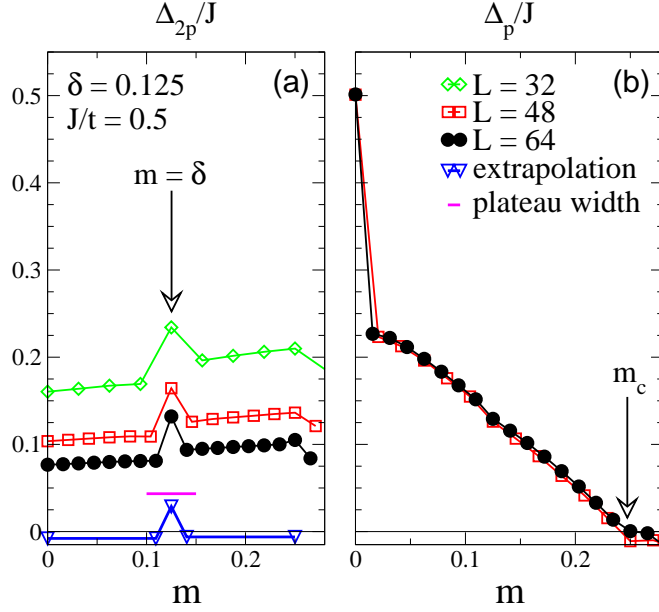 Δ2p/J
Δp/J
(a)
δ = 0.125
J/t = 0.5
m = δ
(b)
L = 32
L = 48
L = 64
extrapolation
plateau width
mc
0.5
0.4
0.3
0.2
0.1
0
0 0.1 0.2
0 0.1 0.2
m
m